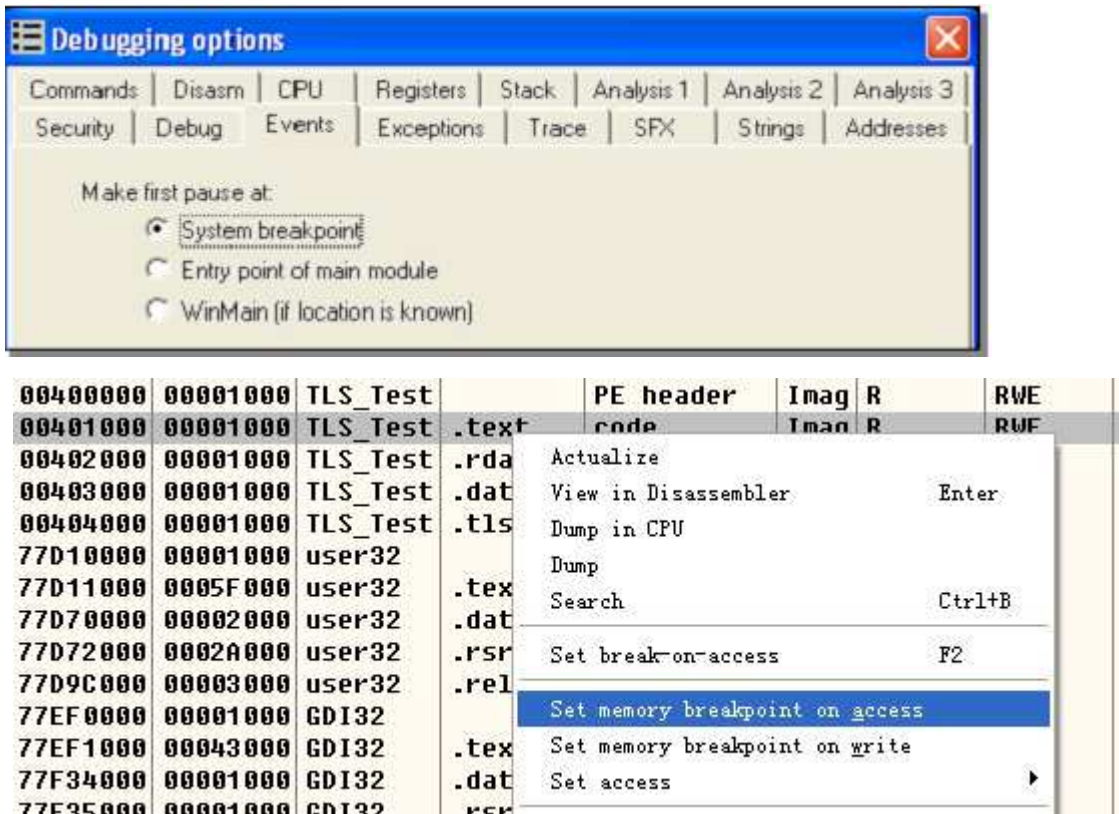 Debugging options
Commands Disasm CPU Registers Stack Analysis 1 Analysis 2 Analysis 3
Security Debug Events Exceptions Trace SFX Strings Addresses
Make first pause at:
System breakpoint
Entry point of main module
WinMain (if location is known)
00400000 00001000 TLS_Test PE header Imag R RWE
00401000 00001000 TLS_Test .text code Imag R RWE
00402000 00001000 TLS_Test .rda
00403000 00001000 TLS_Test .dat
00404000 00001000 TLS_Test .tls
77D10000 00001000 user32
77D11000 0005F000 user32 .tex
77D70000 00002000 user32 .dat
77D72000 0002A000 user32 .rsr
77D9C000 00003000 user32 .rel
77EF0000 00001000 GDI32
77EF1000 00043000 GDI32 .tex
77F34000 00001000 GDI32 .dat
77F35000 00001000 GDI32 .rsr
Actualize
View in Disassembler Enter
Dump in CPU
Dump
Search Ctrl+B
Set break-on-access F2
Set memory breakpoint on access
Set memory breakpoint on write
Set access